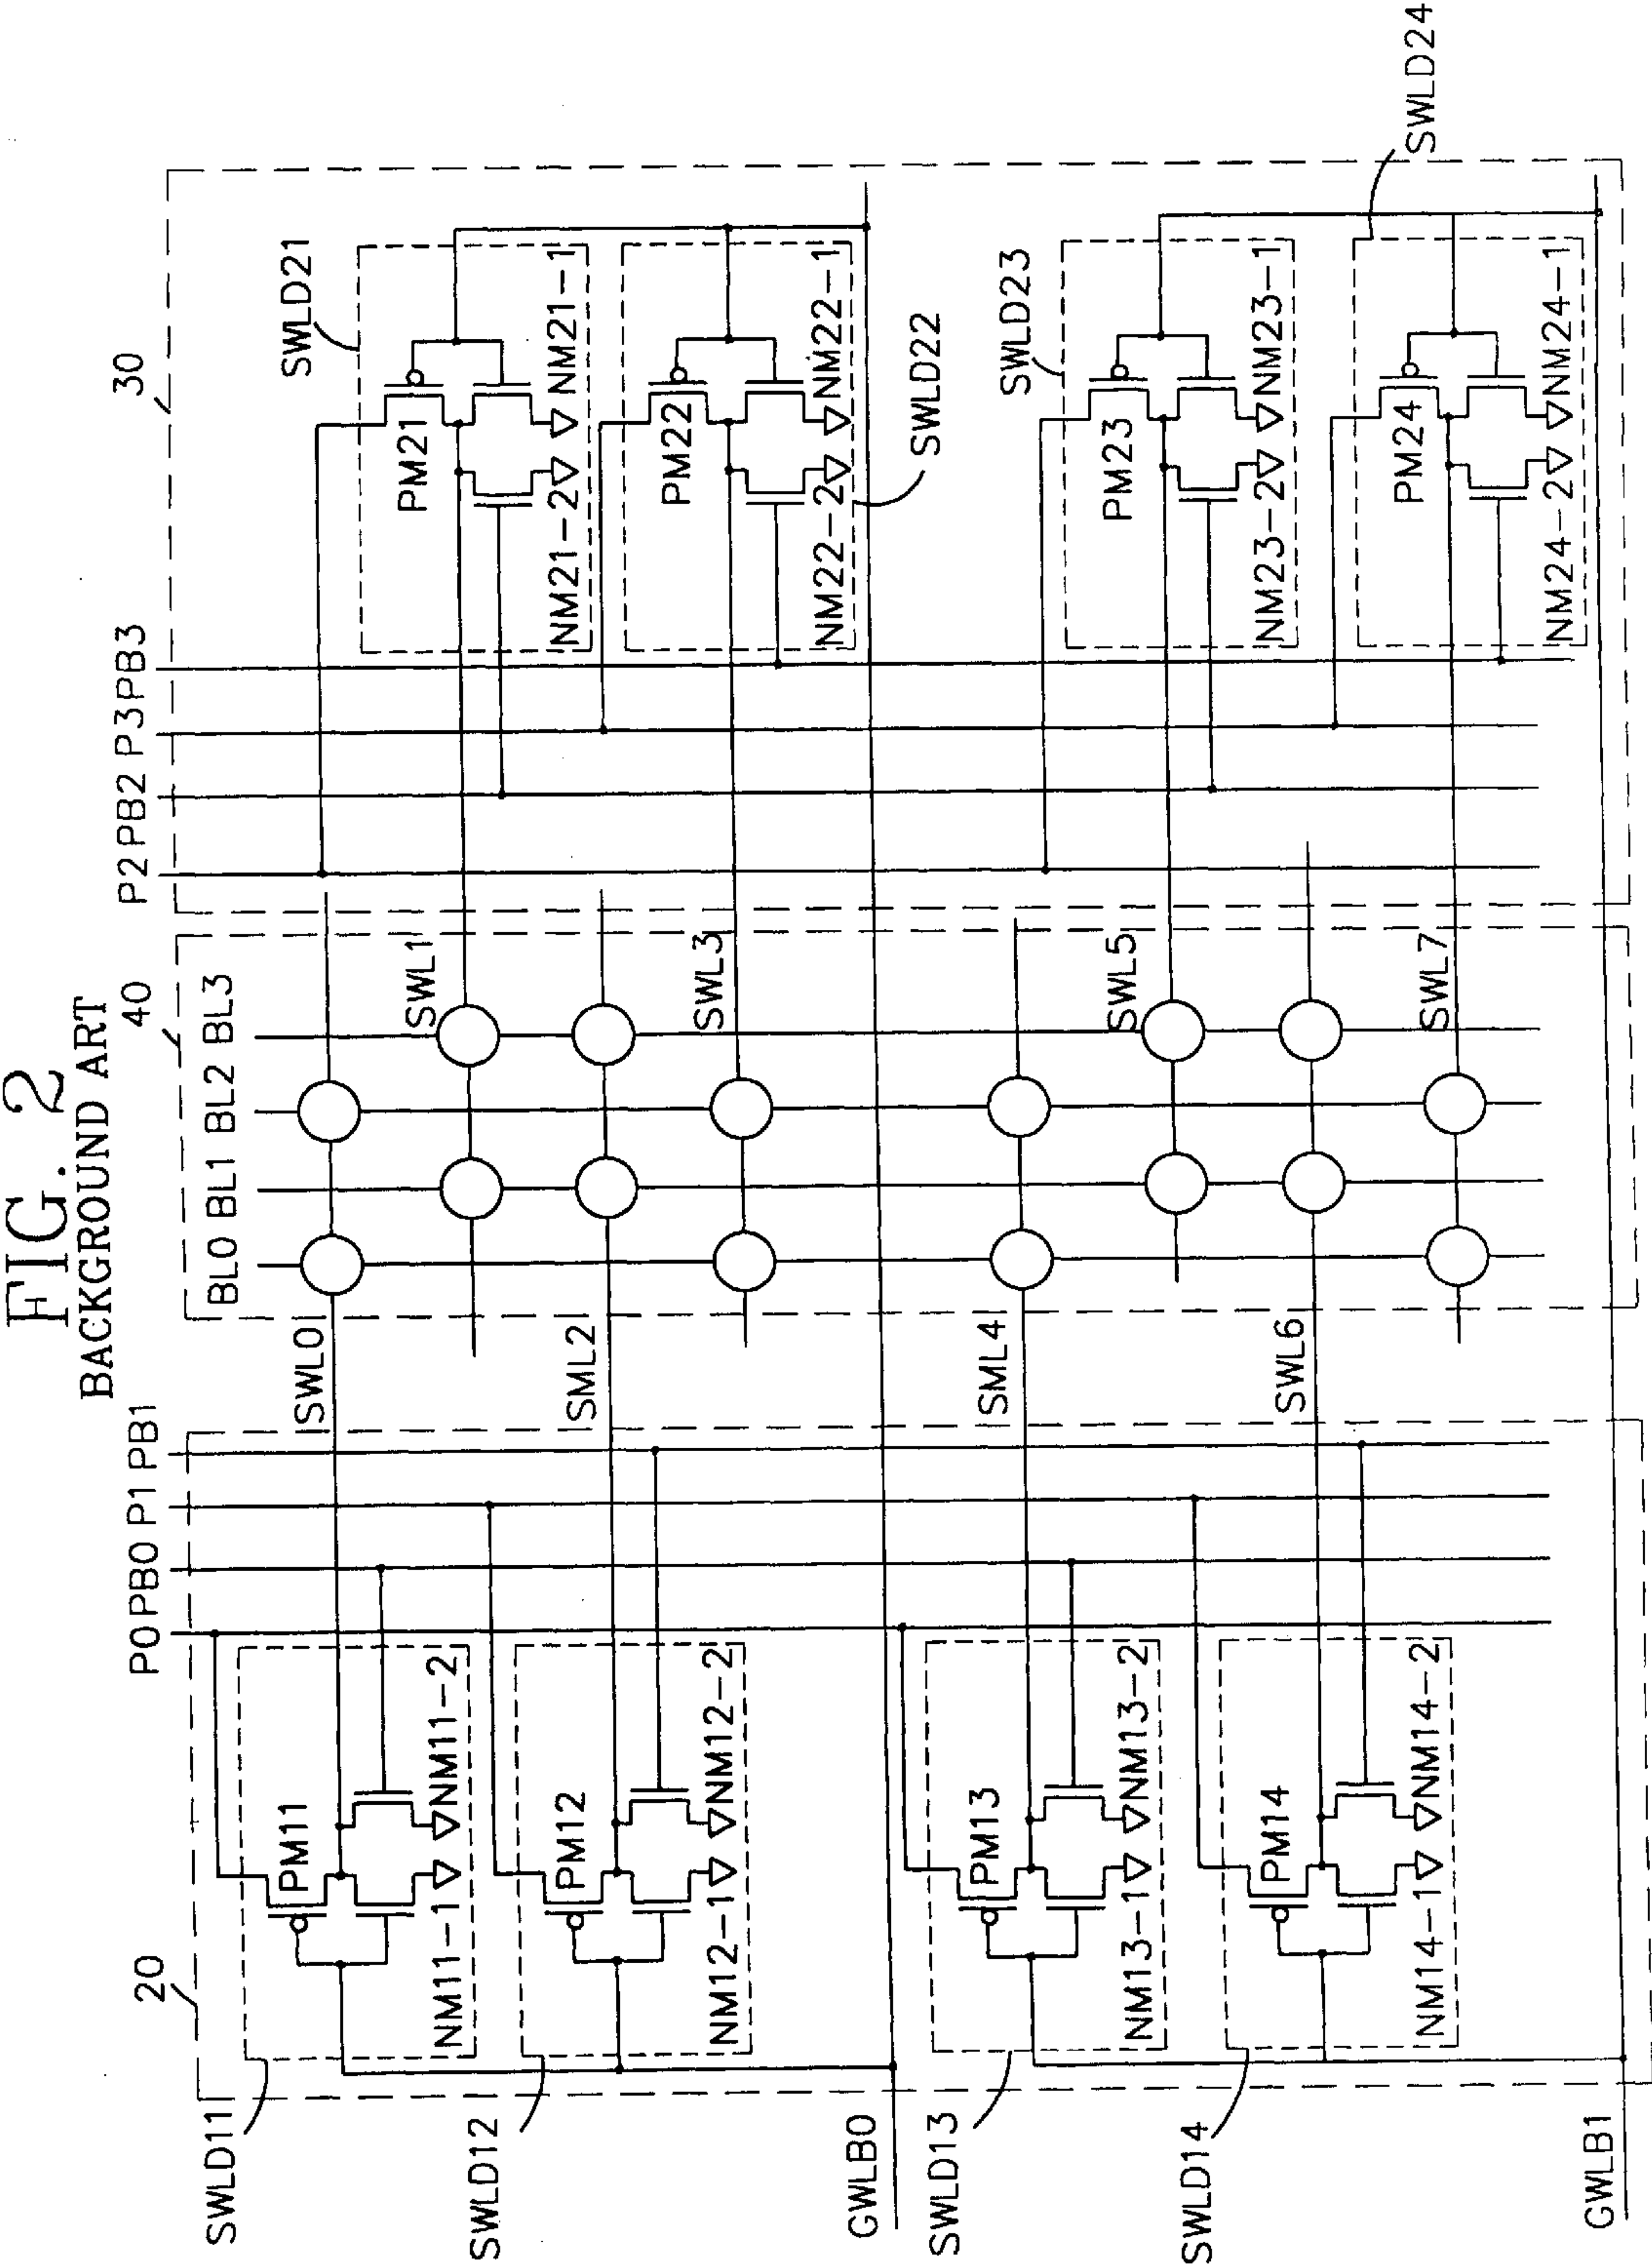 FIG. 2
BACKGROUND ART
20
40
30
P0 PB0 P1 PB1
BL0 BL1 BL2 BL3
P2 PB2 P3 PB3
SWLD11
PM11
NM11-1
NM11-2
SWL0
SWL1
SWLD21
PM21
NM21-2
NM21-1
SWLD12
PM12
NM12-1
NM12-2
SML2
SWL3
PM22
NM22-2
NM22-1
SWLD22
GWLB0
SWLD13
PM13
NM13-1
NM13-2
SML4
SWL5
SWLD23
PM23
NM23-2
NM23-1
SWLD14
PM14
NM14-1
NM14-2
SWL6
SWL7
PM24
NM24-2
NM24-1
SWLD24
GWLB1